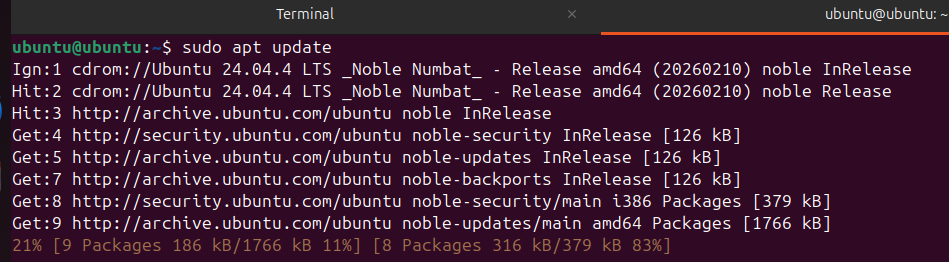 Terminal × ubuntu@ubuntu: ~
ubuntu@ubuntu:~$ sudo apt update
Ign:1 cdrom://Ubuntu 24.04.4 LTS _Noble Numbat_ - Release amd64 (20260210) noble InRelease
Hit:2 cdrom://Ubuntu 24.04.4 LTS _Noble Numbat_ - Release amd64 (20260210) noble Release
Hit:3 http://archive.ubuntu.com/ubuntu noble InRelease
Get:4 http://security.ubuntu.com/ubuntu noble-security InRelease [126 kB]
Get:5 http://archive.ubuntu.com/ubuntu noble-updates InRelease [126 kB]
Get:7 http://archive.ubuntu.com/ubuntu noble-backports InRelease [126 kB]
Get:8 http://security.ubuntu.com/ubuntu noble-security/main i386 Packages [379 kB]
Get:9 http://archive.ubuntu.com/ubuntu noble-updates/main amd64 Packages [1766 kB]
21% [9 Packages 186 kB/1766 kB 11%] [8 Packages 316 kB/379 kB 83%]